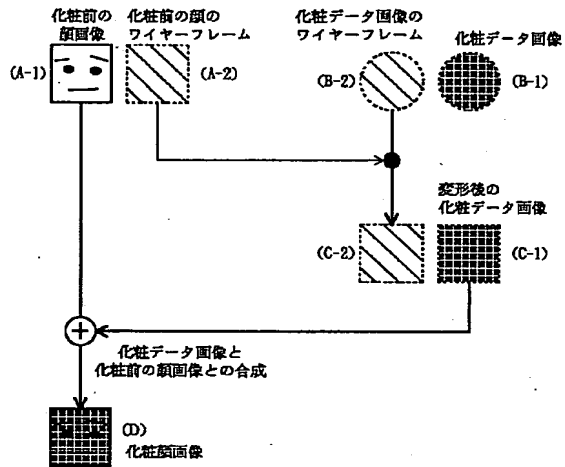 化粧前の
顔画像
化粧前の顔の
ワイヤーフレーム
化粧データ画像の
ワイヤーフレーム
化粧データ画像
(A-1)
(A-2)
(B-2)
(B-1)
変形後の
化粧データ画像
(C-2)
(C-1)
化粧データ画像と
化粧前の顔画像との合成
(D)
化粧顔画像